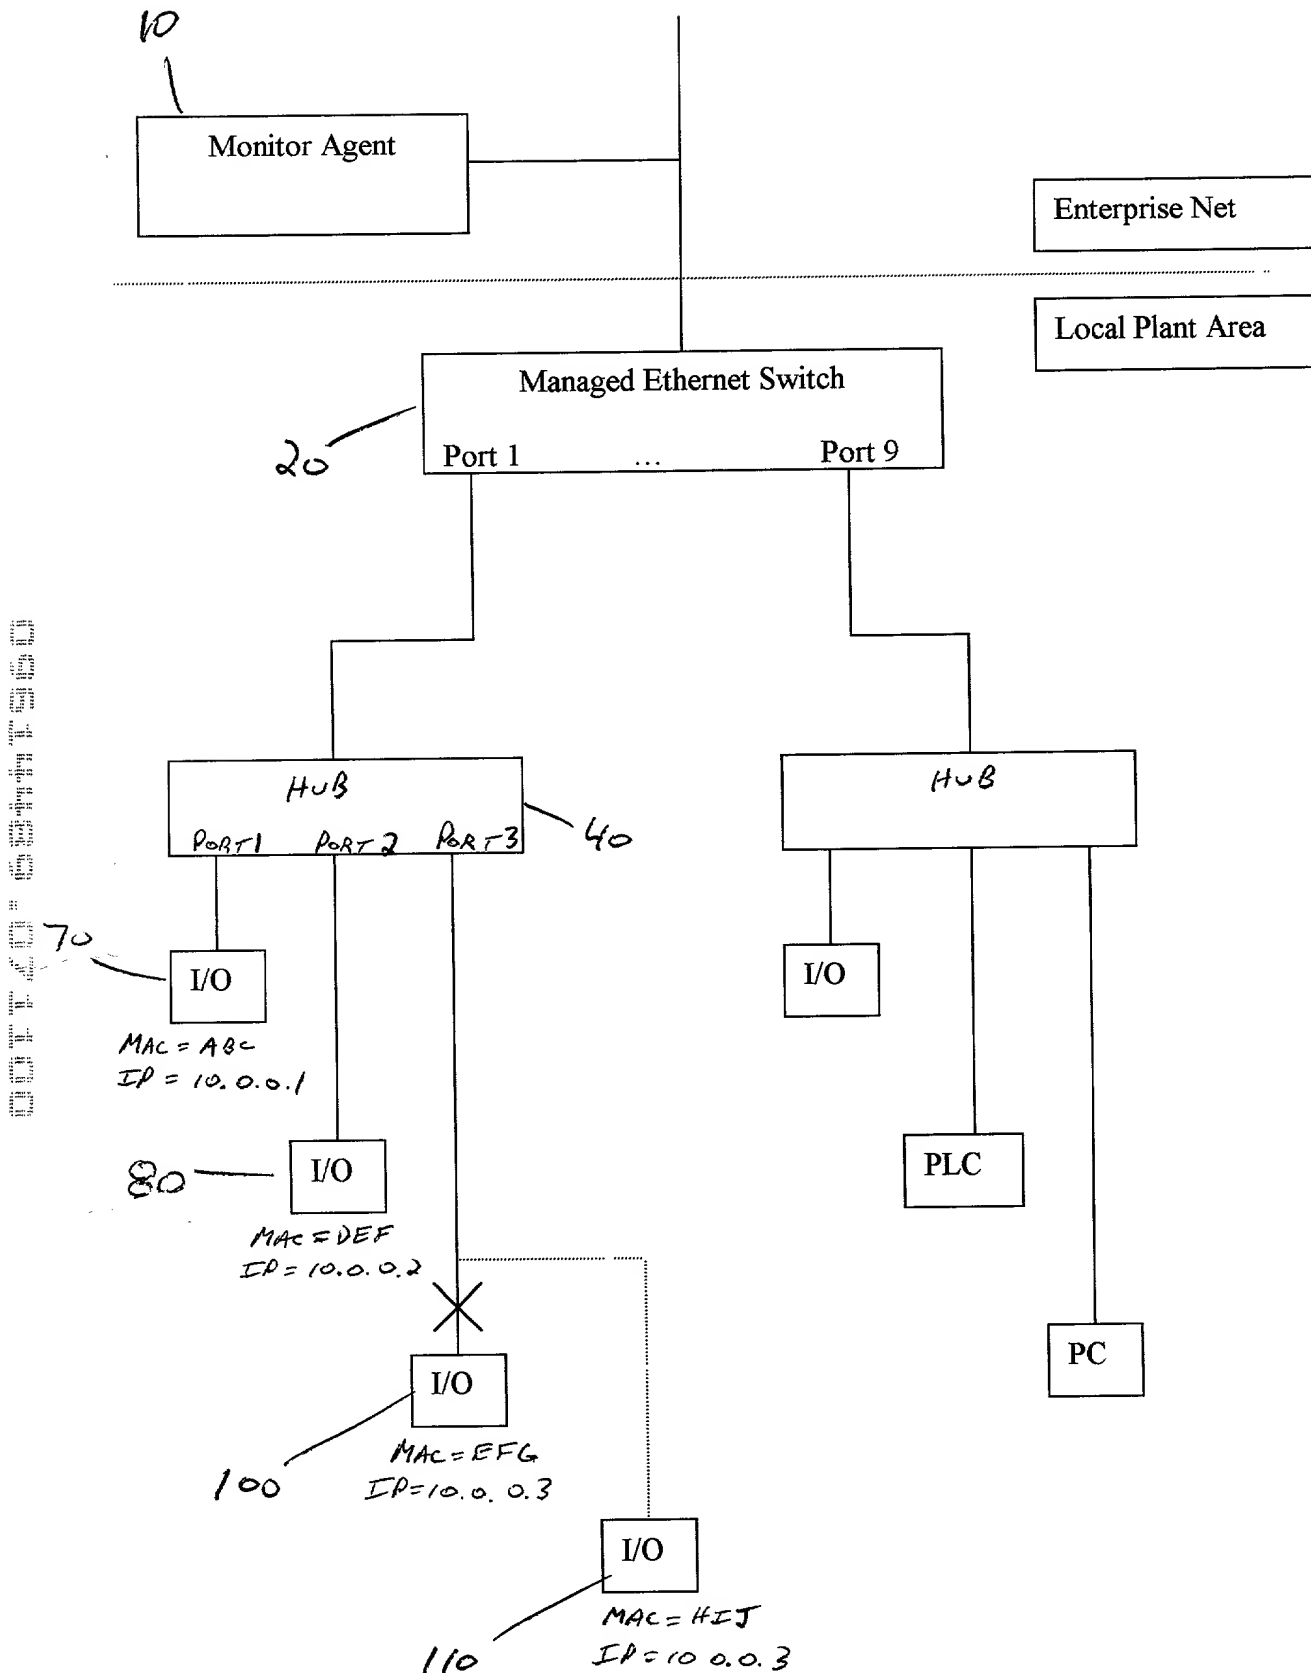 10
Monitor Agent
Enterprise Net
Local Plant Area
Managed Ethernet Switch
20
Port 1 ... Port 9
HUB
HUB
PORT1 PORT2 PORT3
40
70
I/O
I/O
MAC = ABC
IP = 10.0.0.1
80
I/O
PLC
MAC = DEF
IP = 10.0.0.2
I/O
PC
100
MAC = EFG
IP=10.0. 0.3
I/O
110
MAC = HIJ
IP = 10 0.0.3